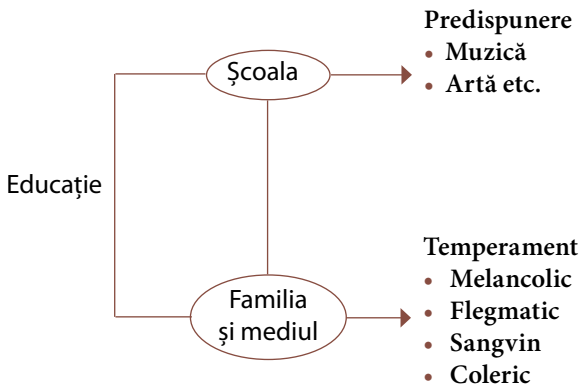 Predispunere
• Muzică
• Artă etc.
Școala
Educație
Temperament
• Melancolic
• Flegmatic
• Sangvin
• Coleric
Familia
și mediul